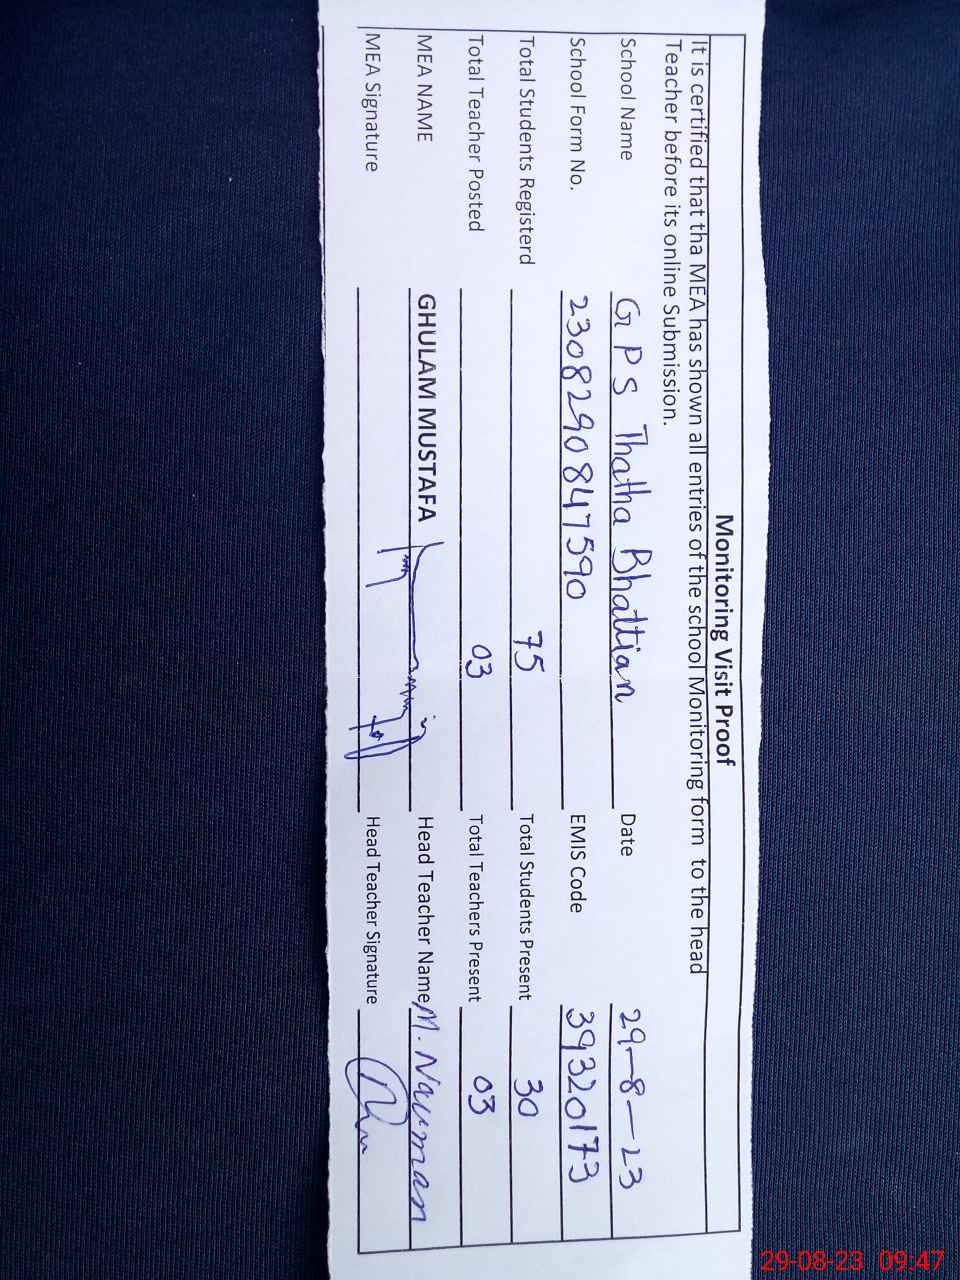 Monitoring Visit Proof
It is certified that tha MEA has shown all entries of the school Monitoring form to the head
Teacher before its online Submission.
School Name GPS Thatha Bhattian Date 29-8-23
School Form No. 230829084 7590 EMIS Code 39320173
Total Students Registerd 75 Total Students Present 30
Total Teacher Posted 03 Total Teachers Present 03
MEA NAME GHULAM MUSTAFA Head Teacher Name M. Nauman
MEA Signature Head Teacher Signature
29-08-23 09:47